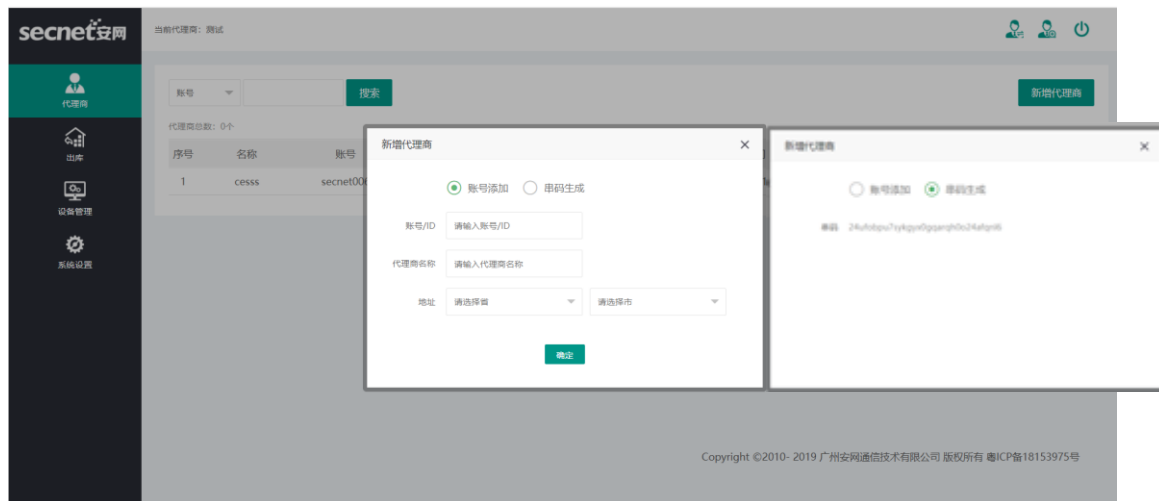 secnet安网
当前代理商：测试
代理商
出库
设备管理
系统设置
账号
搜索
新增代理商
代理商总数：0个
序号 名称 账号
1 cesss secnet006
新增代理商
账号添加 串码生成
账号/ID 请输入账号/ID
代理商名称 请输入代理商名称
地址 请选择省 请选择市
确定
新增代理商
账号添加 串码生成
串码
Copyright ©2010- 2019 广州安网通信技术有限公司 版权所有 粤ICP备18153975号